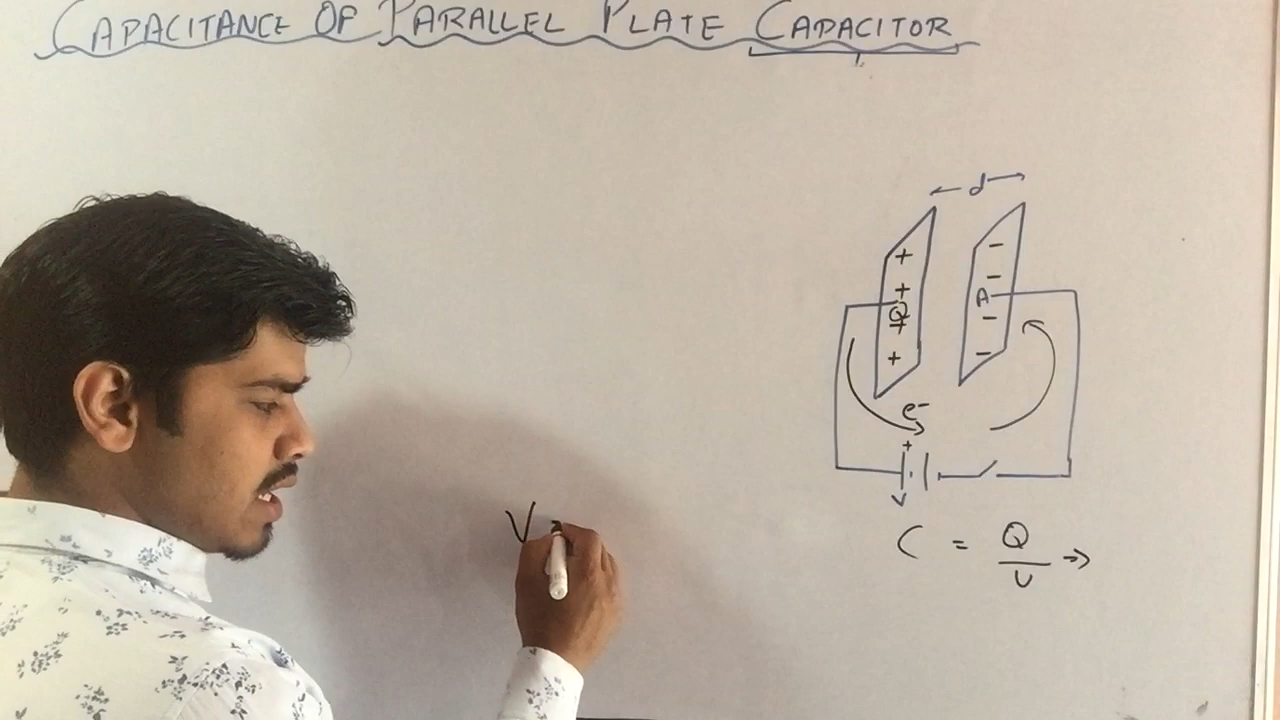 CAPACITANCE OF PARALLEL PLATE CAPACITOR
← d →
+ -
+ -
Q A
+ -
+ -
e-
+
V
C = Q/V ⇒
V =